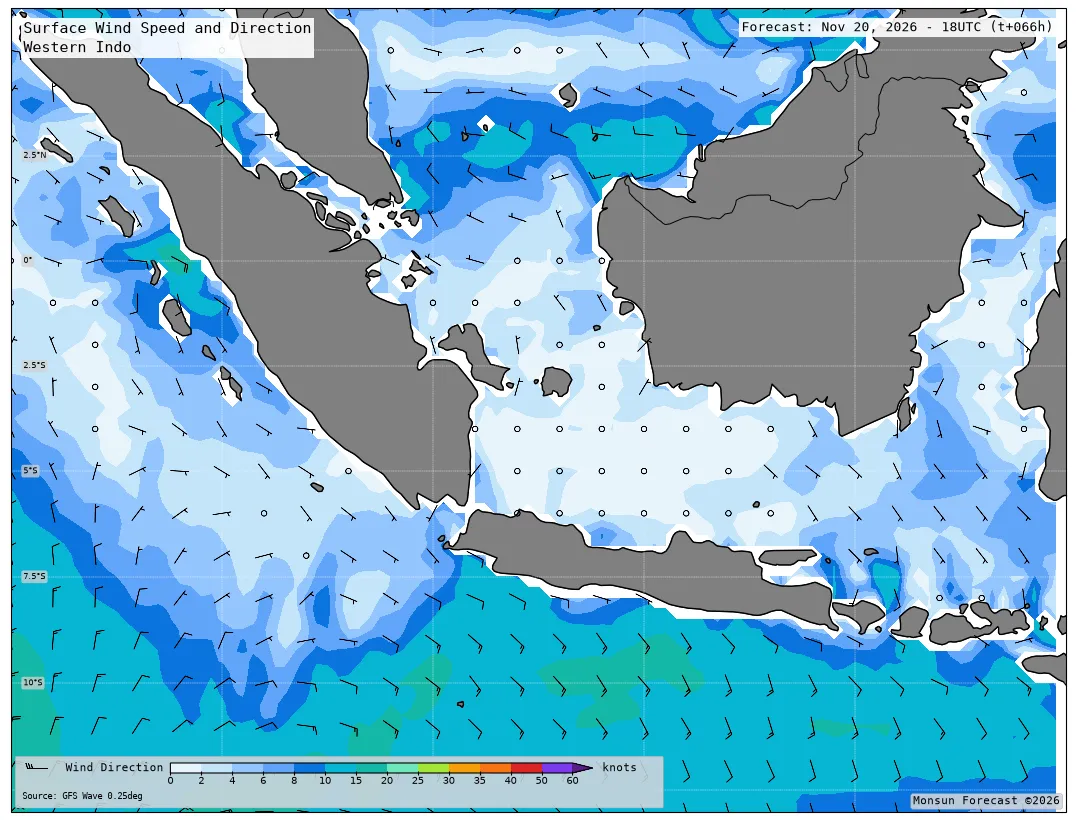 Surface Wind Speed and Direction
Western Indo
Forecast: Nov 20, 2026 - 18UTC (t+066h)
2.5°N
0°
2.5°S
5°S
7.5°S
10°S
Wind Direction
2 4 6 8 10 15 20 25 30 35 40 50 60
knots
Source: GFS Wave 0.25deg
Monsun Forecast ©2026